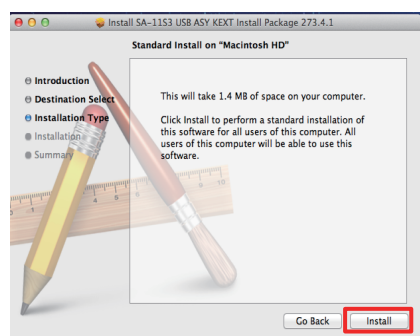 Install SA-11S3 USB ASY KEXT Install Package 273.4.1
Standard Install on "Macintosh HD"
Introduction
Destination Select
Installation Type
Installation
Summary
This will take 1.4 MB of space on your computer.
Click Install to perform a standard installation of
this software for all users of this computer. All
users of this computer will be able to use this
software.
Go Back
Install